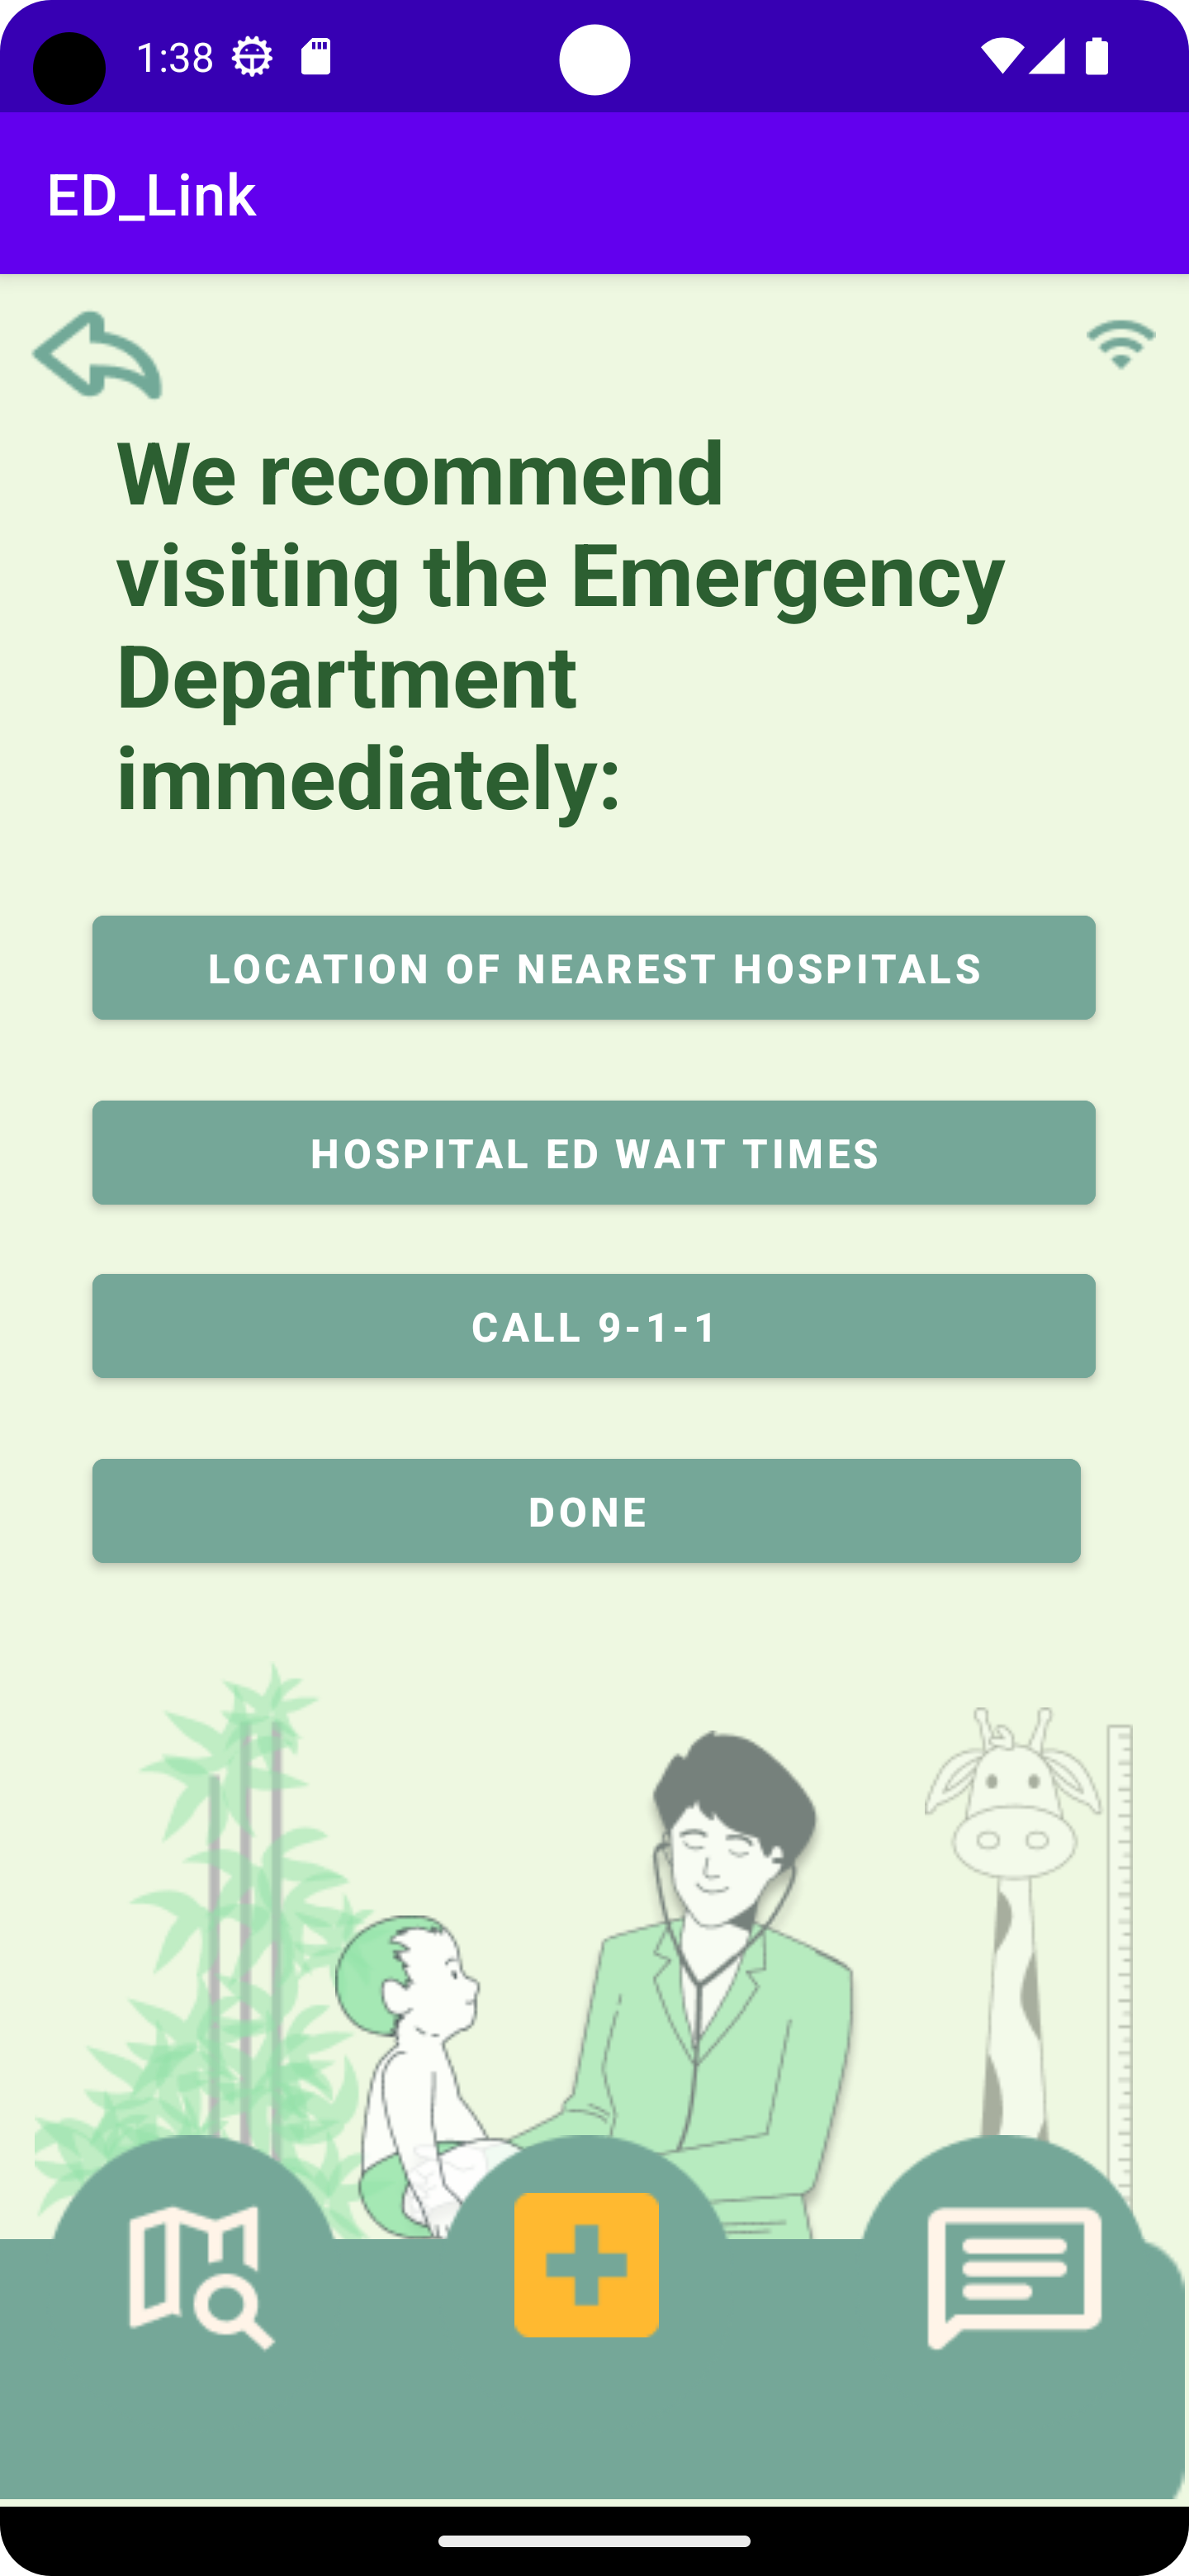 1:38
ED_Link
We recommend
visiting the Emergency
Department
immediately:
LOCATION OF NEAREST HOSPITALS
HOSPITAL ED WAIT TIMES
CALL 9-1-1
DONE